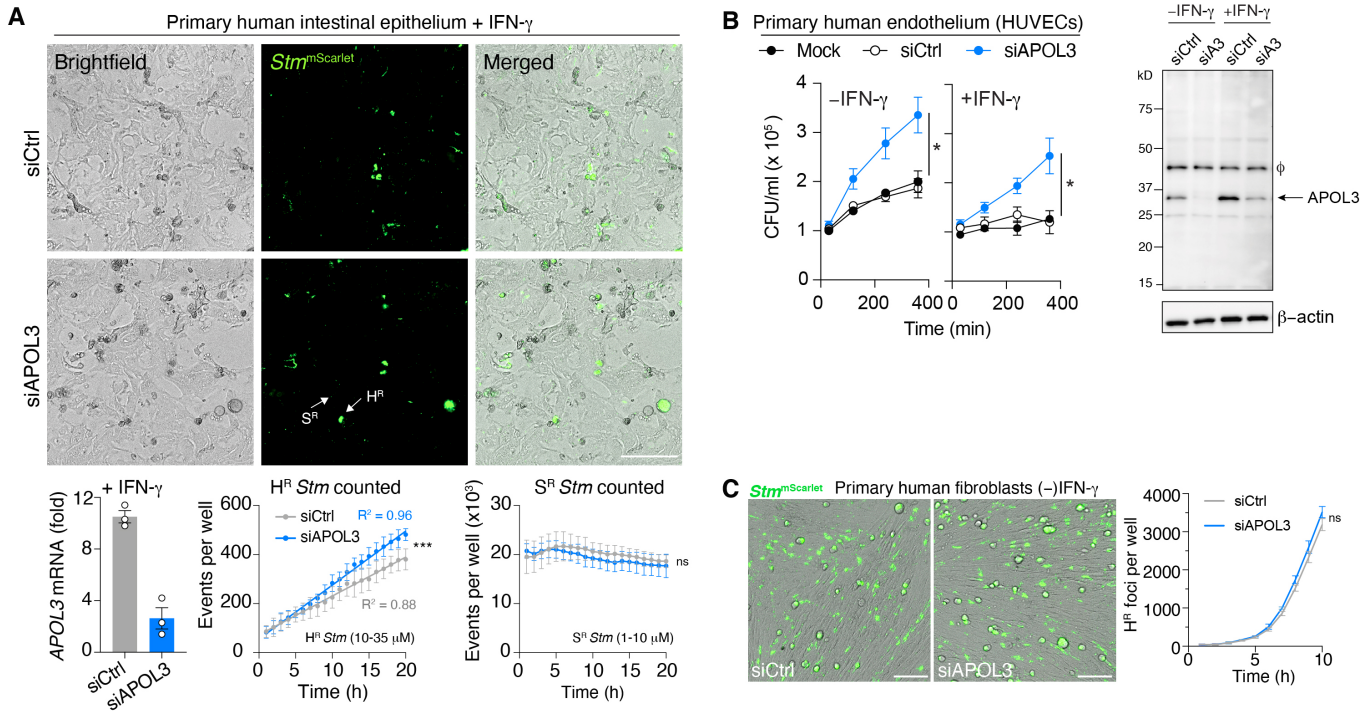 A
Primary human intestinal epithelium + IFN-γ
Brightfield
Stm^mScarlet
Merged
siCtrl
siAPOL3
S^R
H^R
+ IFN-γ
APOL3 mRNA (fold)
12
8
4
0
siCtrl
siAPOL3
H^R Stm counted
Events per well
600
400
200
0
siCtrl
siAPOL3
R² = 0.96
***
R² = 0.88
H^R Stm (10-35 μM)
0 5 10 15 20
Time (h)
S^R Stm counted
Events per well (x10³)
30
20
10
0
ns
S^R Stm (1-10 μM)
0 5 10 15 20
Time (h)
B
Primary human endothelium (HUVECs)
Mock
siCtrl
siAPOL3
−IFN-γ
+IFN-γ
CFU/ml (x 10⁵)
4
3
2
1
0
*
*
0 200 400 0 200 400
Time (min)
−IFN-γ +IFN-γ
siCtrl
siA3
siCtrl
siA3
kD
100
50
37
25
20
15
ϕ
APOL3
β−actin
C
Stm^mScarlet
Primary human fibroblasts (−)IFN-γ
siCtrl
siAPOL3
siCtrl
siAPOL3
H^R foci per well
4000
3000
2000
1000
0
ns
0 5 10
Time (h)